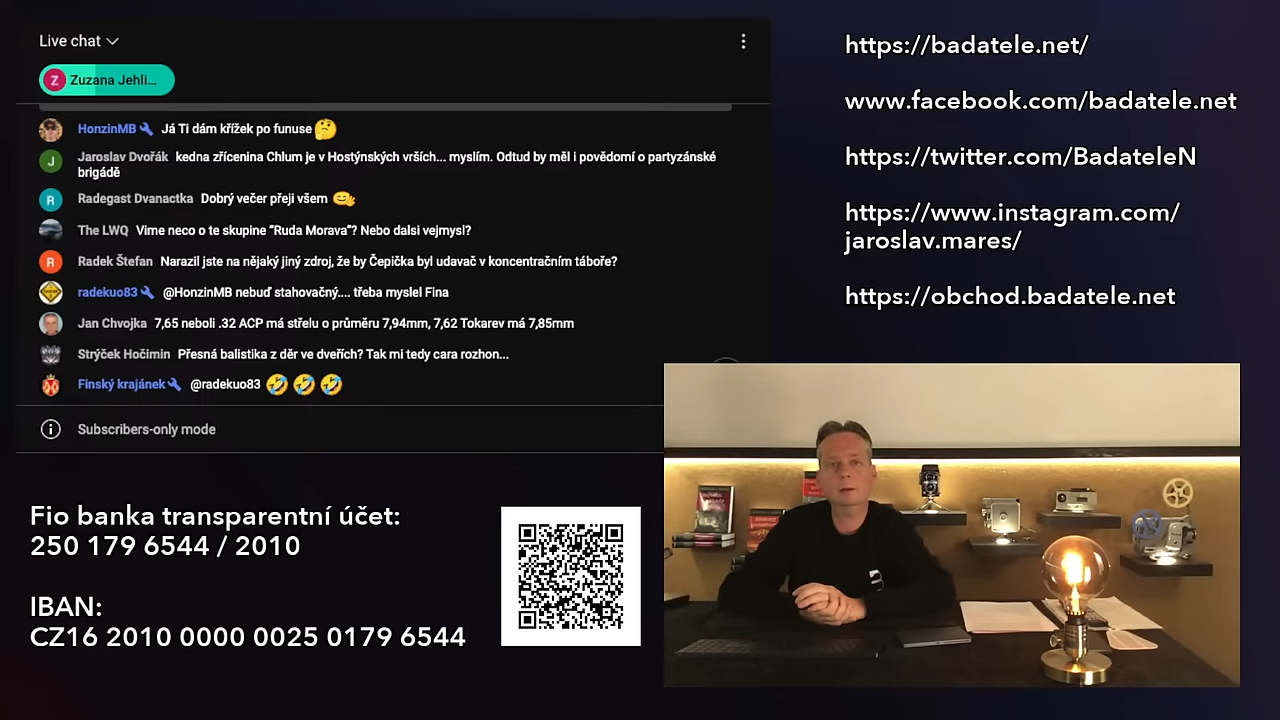 Live chat
Z Zuzana Jehli...
HonzinMB Já Ti dám křížek po funuse
J Jaroslav Dvořák kedna zřícenina Chlum je v Hostýnských vrších... myslím. Odtud by měl i povědomí o partyzánské
brigádě
R Radegast Dvanactka Dobrý večer přeji všem
The LWQ Vime neco o te skupine "Ruda Morava"? Nebo dalsi vejmysl?
R Radek Štefan Narazil jste na nějaký jiný zdroj, že by Čepička byl udavač v koncentračním táboře?
radekuo83 @HonzinMB nebuď stahovačný.... třeba myslel Fina
Jan Chvojka 7,65 neboli .32 ACP má střelu o průměru 7,94mm, 7,62 Tokarev má 7,85mm
Strýček Hočimin Přesná balistika z děr ve dveřích? Tak mi tedy cara rozhon...
Finský krajánek @radekuo83
Subscribers-only mode
https://badatele.net/
www.facebook.com/badatele.net
https://twitter.com/BadateleN
https://www.instagram.com/
jaroslav.mares/
https://obchod.badatele.net
Fio banka transparentní účet:
250 179 6544 / 2010
IBAN:
CZ16 2010 0000 0025 0179 6544